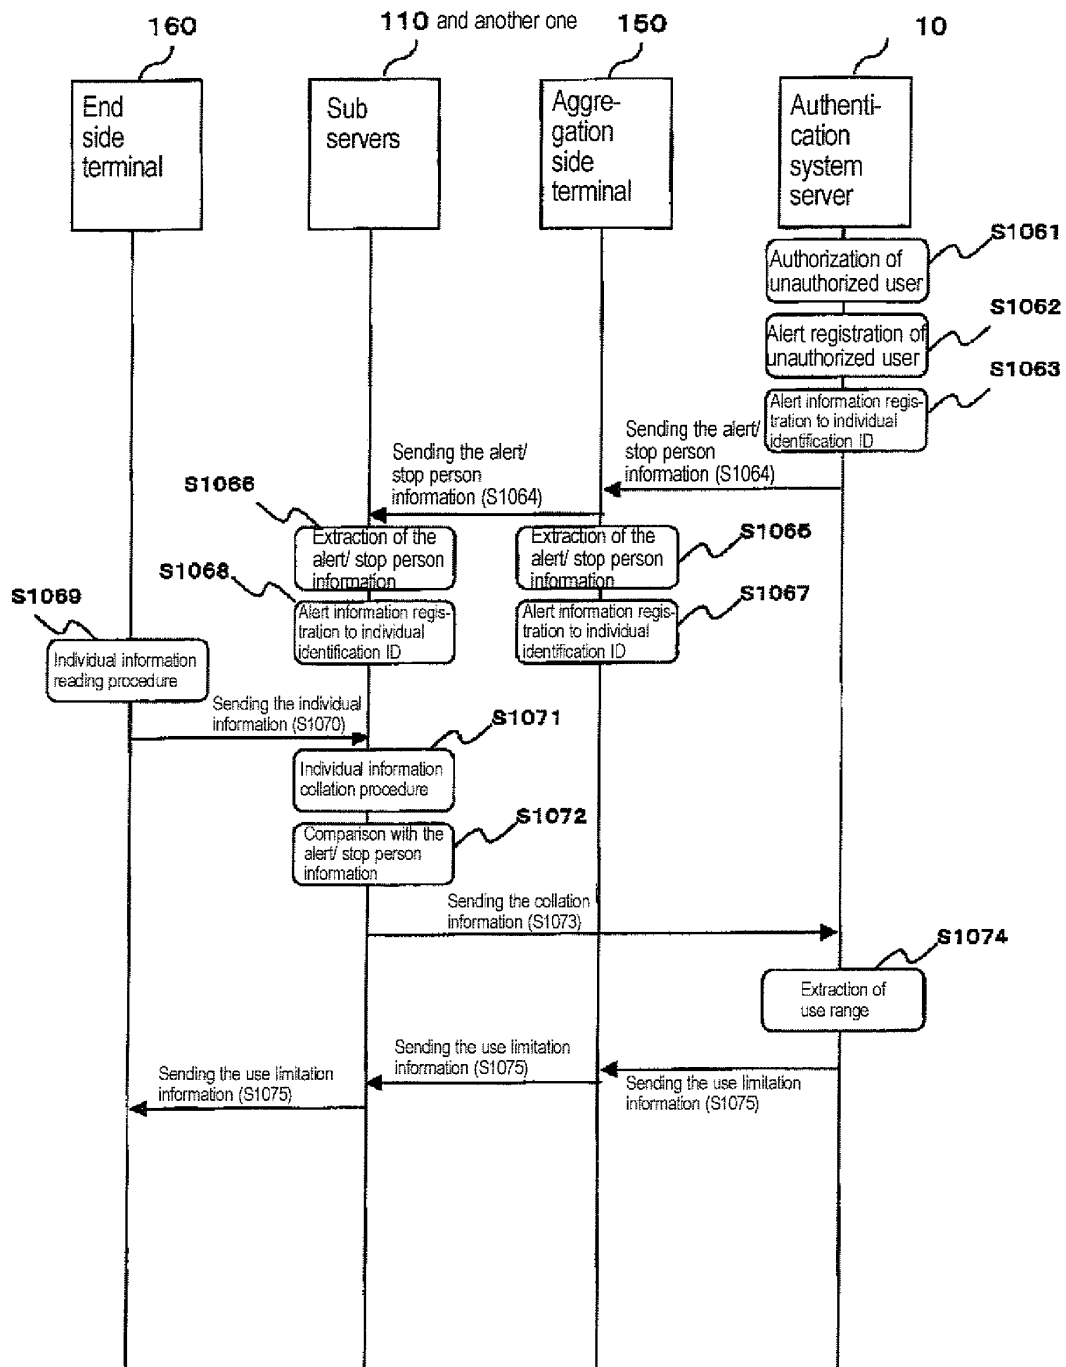 160
110 and another one
150
10
End
side
terminal
Sub
servers
Aggre-
gation
side
terminal
Authenti-
cation
system
server
S1061
Authorization of
unauthorized user
S1062
Alert registration of
unauthorized user
S1063
Alert information regis-
tration to individual
identification ID
Sending the alert/
stop person
information (S1064)
Sending the alert/
stop person
information (S1064)
S1066
Extraction of the
alert/ stop person
information
S1065
Extraction of the
alert/ stop person
information
S1068
Alert information regis-
tration to individual
identification ID
S1067
Alert information regis-
tration to individual
identification ID
S1069
Individual information
reading procedure
Sending the individual
information (S1070)
S1071
Individual information
collation procedure
S1072
Comparison with the
alert/ stop person
information
Sending the collation
information (S1073)
S1074
Extraction of
use range
Sending the use limitation
information (S1075)
Sending the use limitation
information (S1075)
Sending the use limitation
information (S1075)